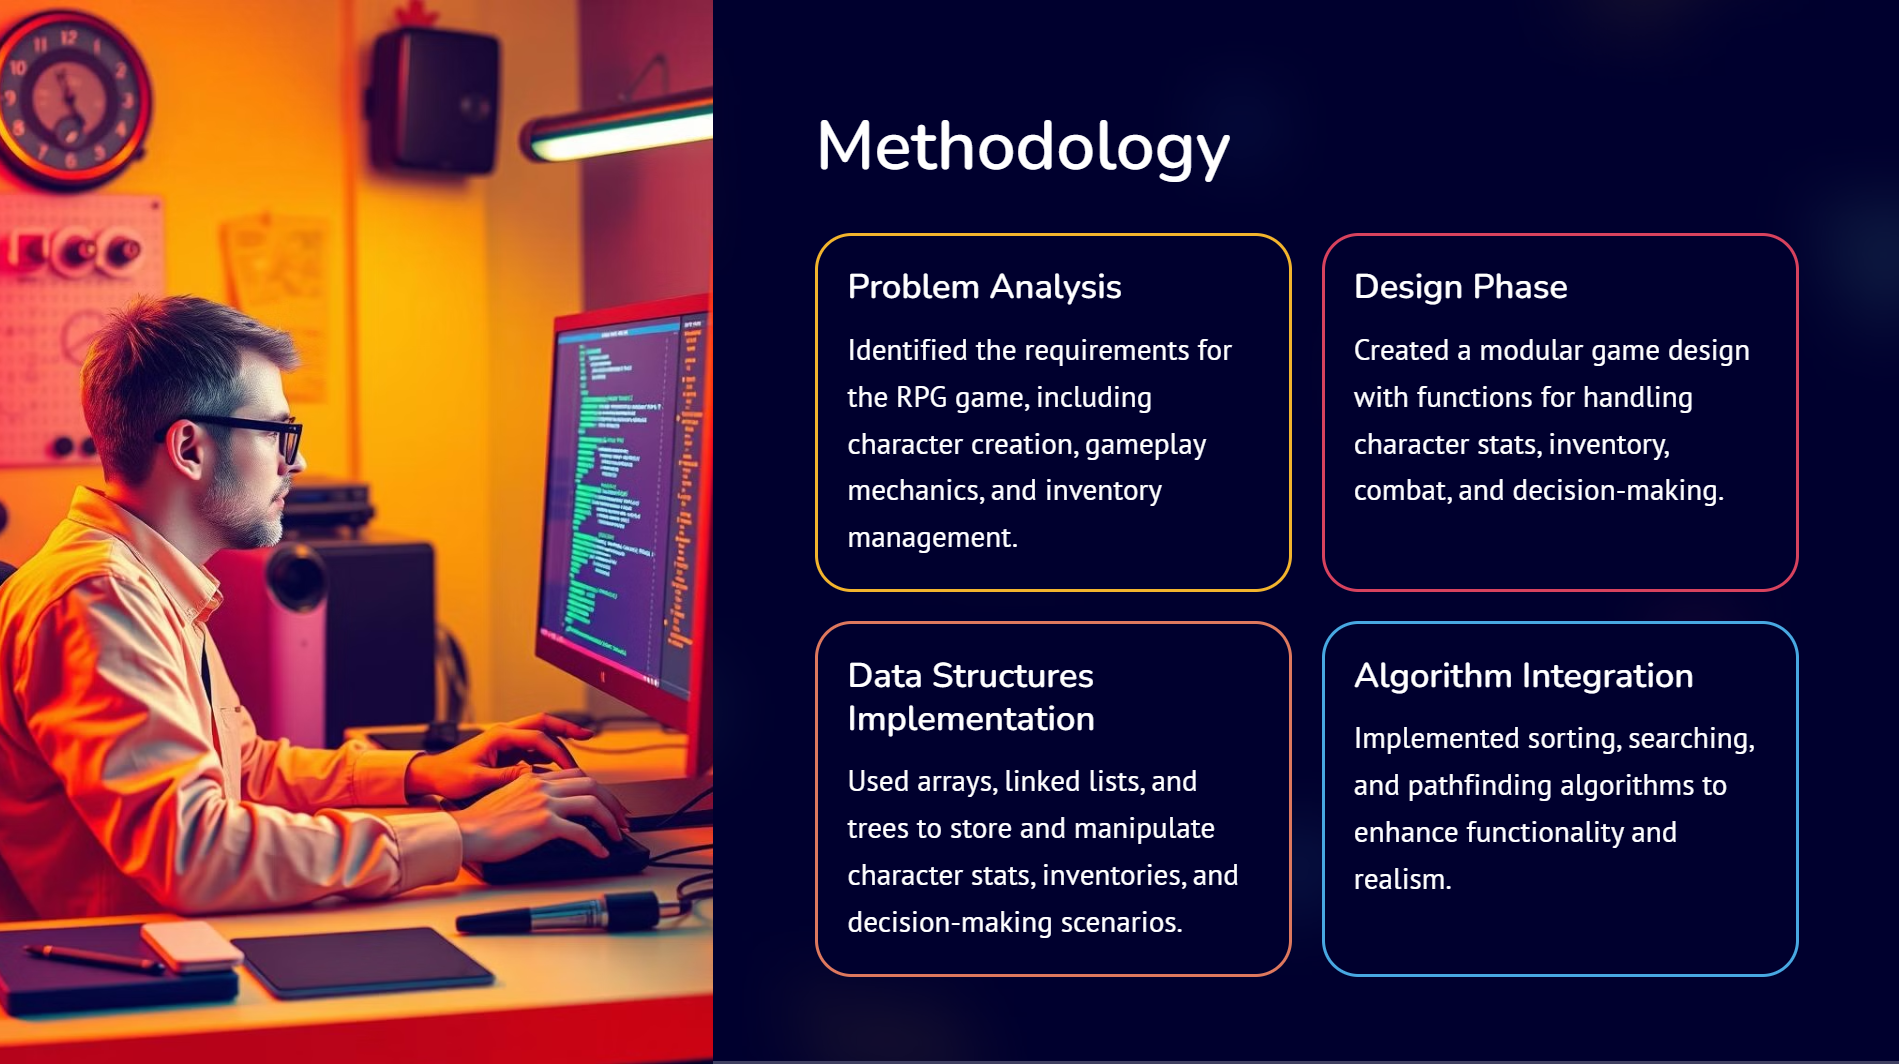 Methodology
Problem Analysis
Identified the requirements for
the RPG game, including
character creation, gameplay
mechanics, and inventory
management.
Design Phase
Created a modular game design
with functions for handling
character stats, inventory,
combat, and decision-making.
Data Structures
Implementation
Used arrays, linked lists, and
trees to store and manipulate
character stats, inventories, and
decision-making scenarios.
Algorithm Integration
Implemented sorting, searching,
and pathfinding algorithms to
enhance functionality and
realism.